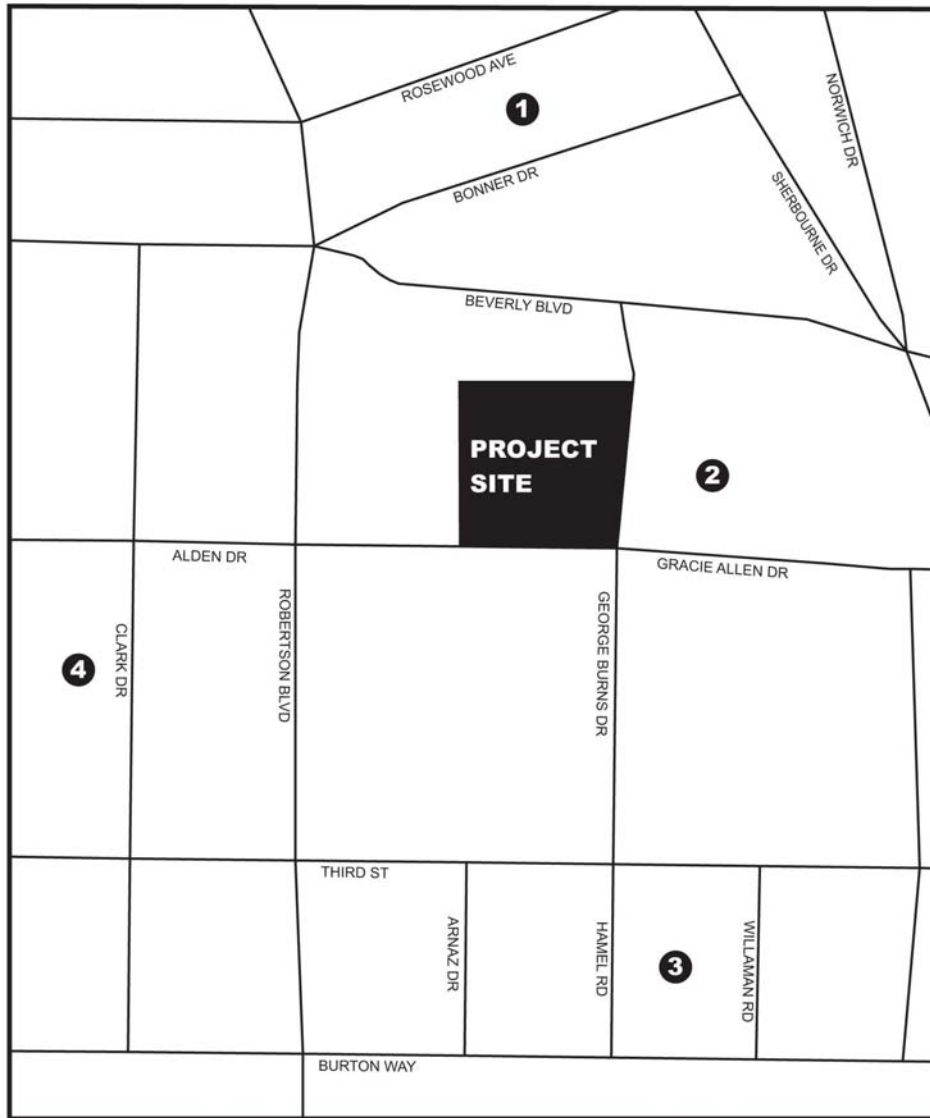 ROSEWOOD AVE
1
NORWICH DR
BONNER DR
SHERBOURNE DR
BEVERLY BLVD
PROJECT
SITE
2
ALDEN DR
GRACIE ALLEN DR
CLARK DR
ROBERTSON BLVD
GEORGE BURNS DR
4
THIRD ST
ARNAZ DR
HAMEL RD
3
WILLAMAN RD
BURTON WAY